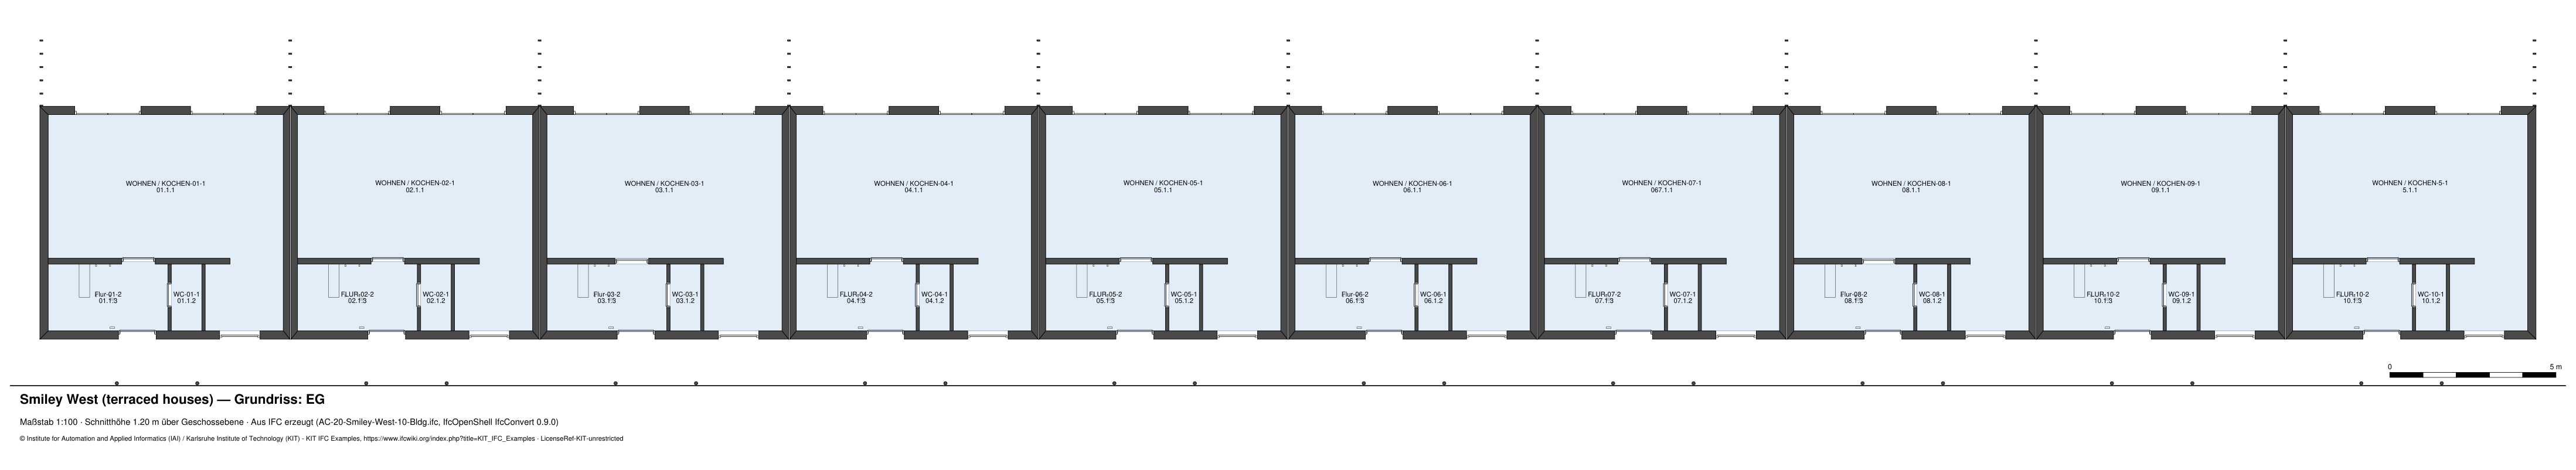 WOHNEN / KOCHEN-01-1
01.1.1
WOHNEN / KOCHEN-02-1
02.1.1
WOHNEN / KOCHEN-03-1
03.1.1
WOHNEN / KOCHEN-04-1
04.1.1
WOHNEN / KOCHEN-05-1
05.1.1
WOHNEN / KOCHEN-06-1
06.1.1
WOHNEN / KOCHEN-07-1
067.1.1
WOHNEN / KOCHEN-08-1
08.1.1
WOHNEN / KOCHEN-09-1
09.1.1
WOHNEN / KOCHEN-5-1
5.1.1
Flur-01-2
01.1.3
WC-01-1
01.1.2
FLUR-02-2
02.1.3
WC-02-1
02.1.2
Flur-03-2
03.1.3
WC-03-1
03.1.2
FLUR-04-2
04.1.3
WC-04-1
04.1.2
FLUR-05-2
05.1.3
WC-05-1
05.1.2
Flur-06-2
06.1.3
WC-06-1
06.1.2
FLUR-07-2
07.1.3
WC-07-1
07.1.2
Flur-08-2
08.1.3
WC-08-1
08.1.2
FLUR-10-2
10.1.3
WC-09-1
09.1.2
FLUR-10-2
10.1.3
WC-10-1
10.1.2
0
5 m
Smiley West (terraced houses) — Grundriss: EG
Maßstab 1:100 · Schnitthöhe 1.20 m über Geschossebene · Aus IFC erzeugt (AC-20-Smiley-West-10-Bldg.ifc, IfcOpenShell IfcConvert 0.9.0)
© Institute for Automation and Applied Informatics (IAI) / Karlsruhe Institute of Technology (KIT) - KIT IFC Examples, https://www.ifcwiki.org/index.php?title=KIT_IFC_Examples · LicenseRef-KIT-unrestricted